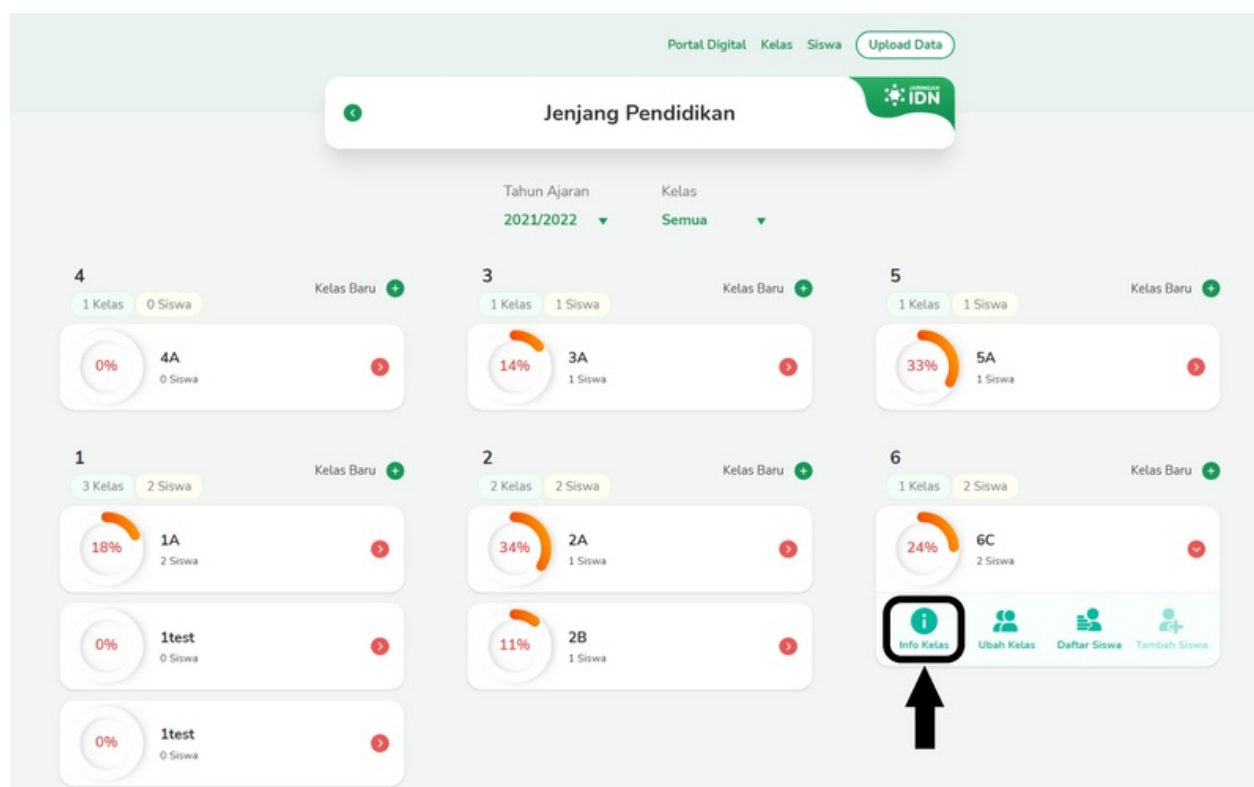 Portal Digital Kelas Siswa Upload Data
Jenjang Pendidikan
JARINGAN
IDN
Tahun Ajaran Kelas
2021/2022 Semua
4
1 Kelas 0 Siswa
Kelas Baru
0%
4A
0 Siswa
3
1 Kelas 1 Siswa
Kelas Baru
14%
3A
1 Siswa
5
1 Kelas 1 Siswa
Kelas Baru
33%
5A
1 Siswa
1
3 Kelas 2 Siswa
Kelas Baru
18%
1A
2 Siswa
0%
1test
0 Siswa
0%
1test
0 Siswa
2
2 Kelas 2 Siswa
Kelas Baru
34%
2A
1 Siswa
11%
2B
1 Siswa
6
1 Kelas 2 Siswa
Kelas Baru
24%
6C
2 Siswa
Info Kelas Ubah Kelas Daftar Siswa Tambah Siswa